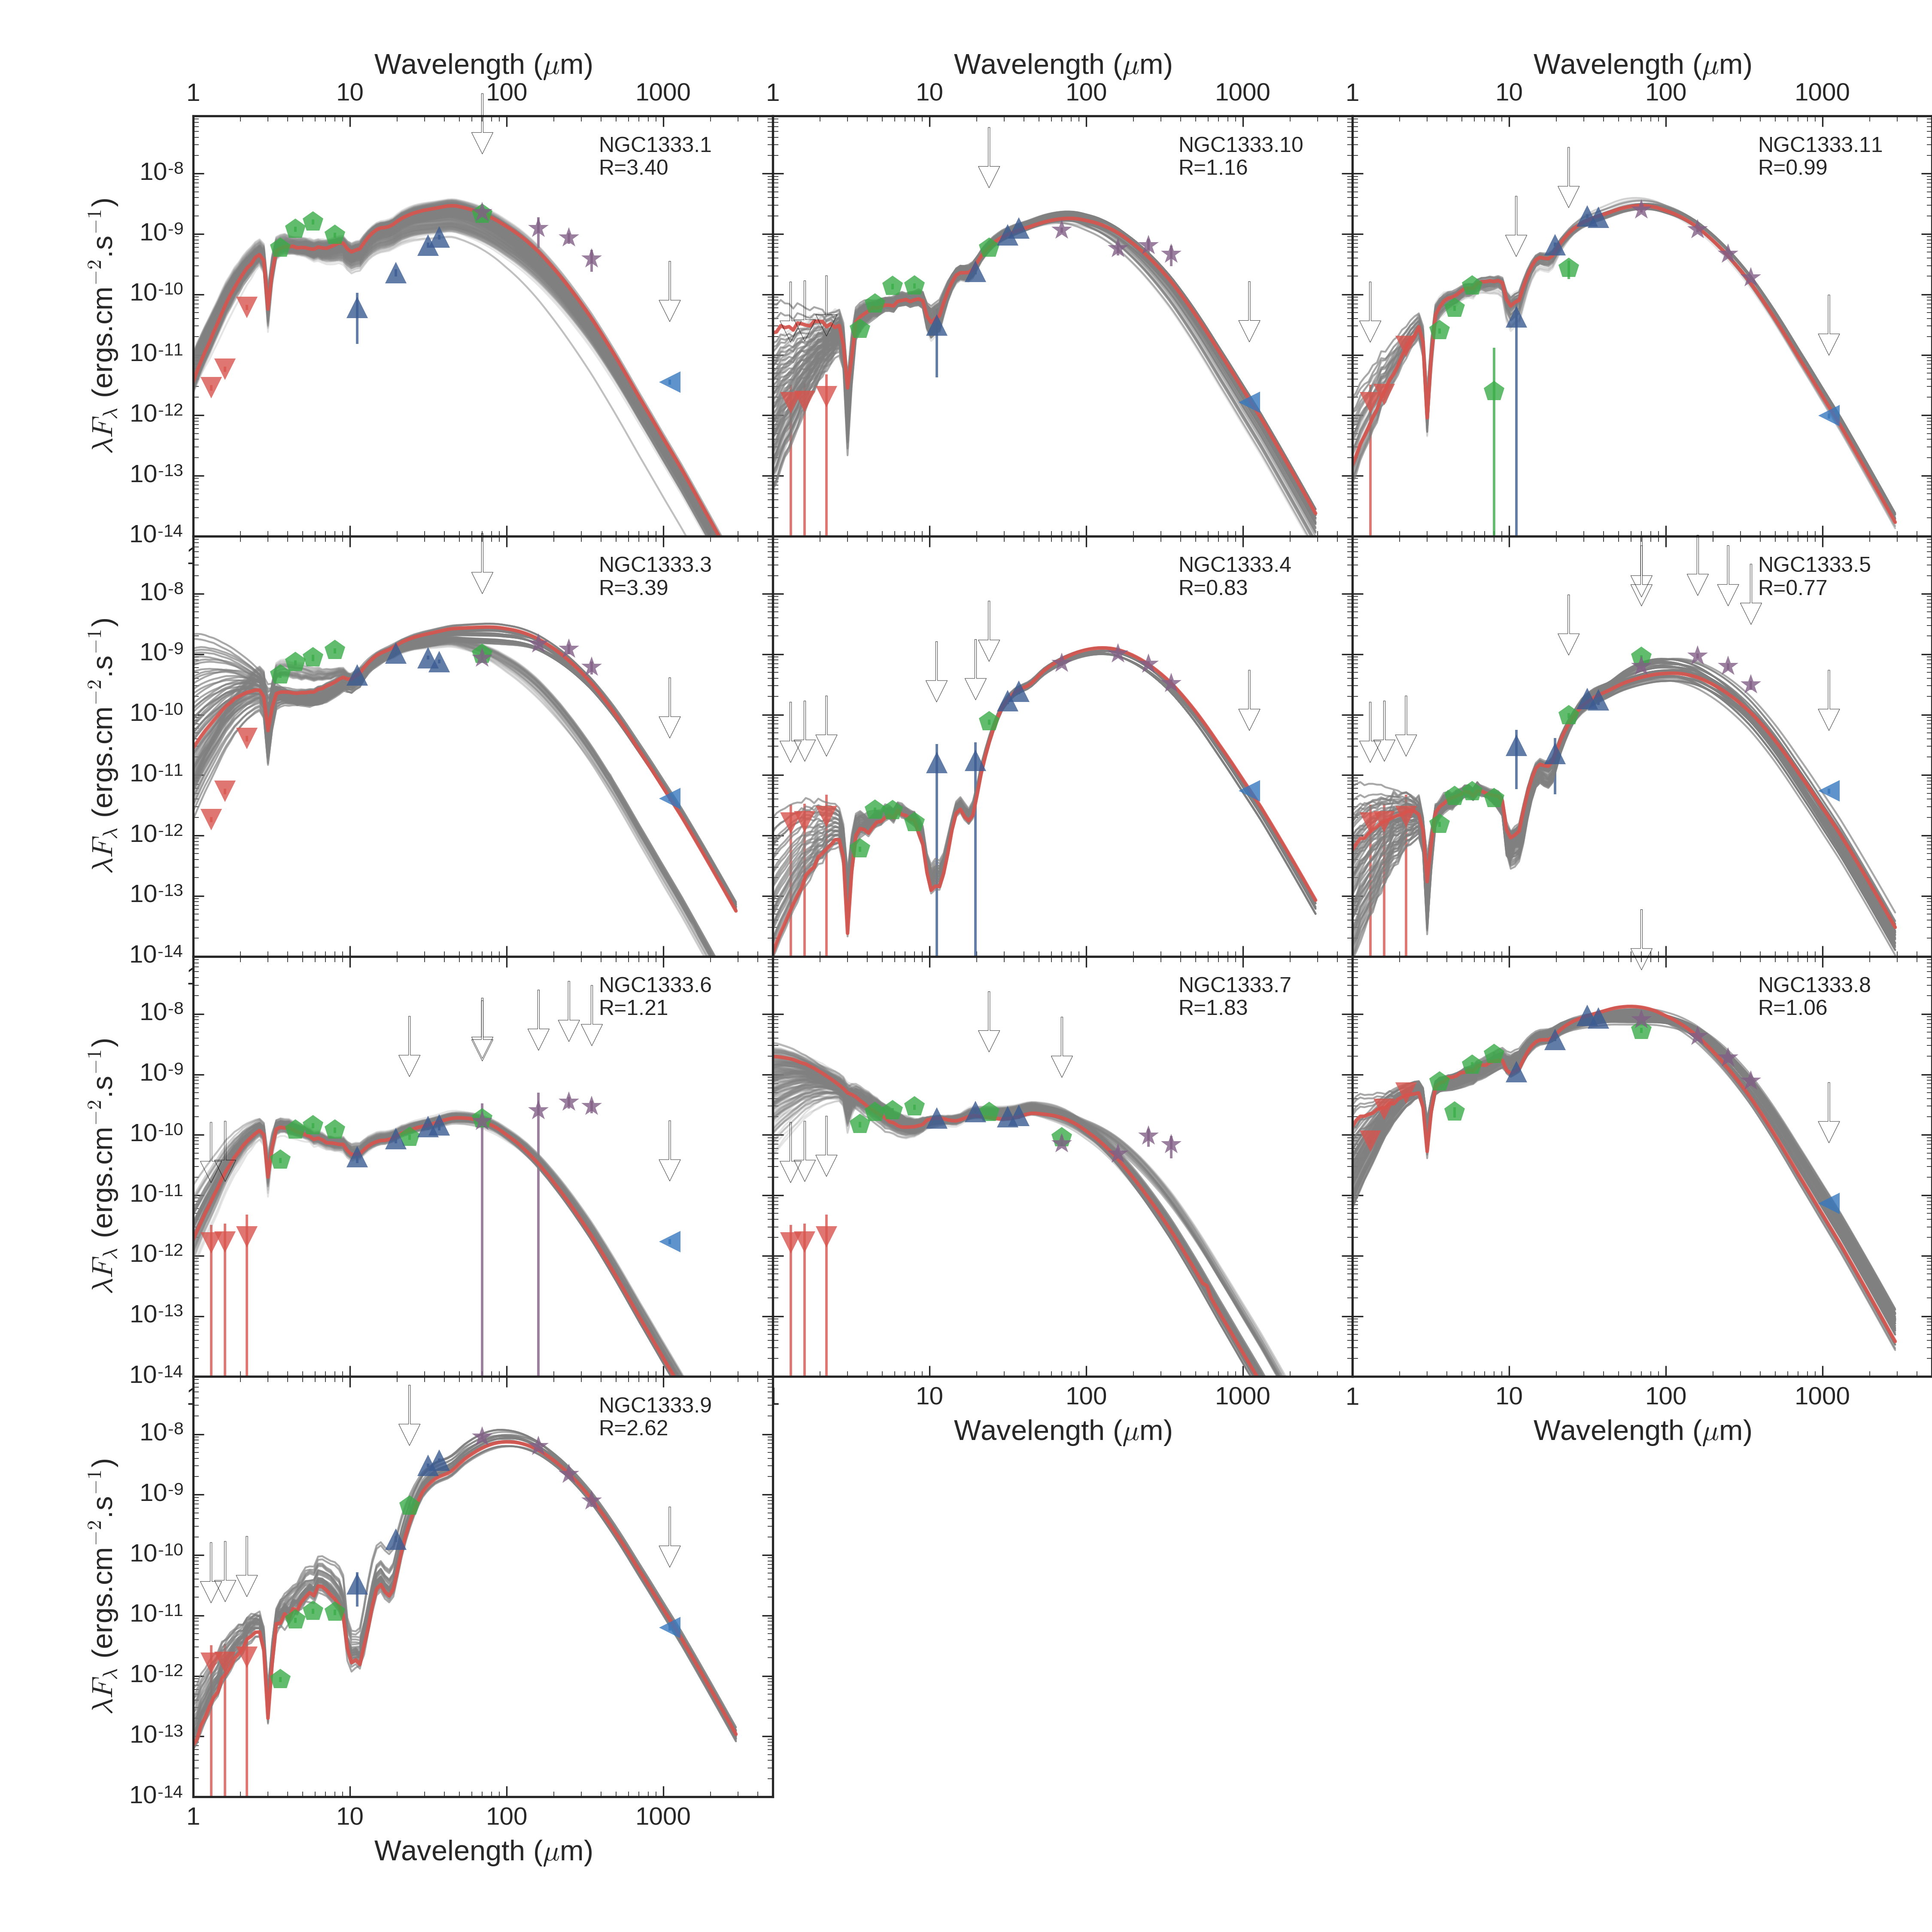 Wavelength (μm) Wavelength (μm) Wavelength (μm)
1 10 100 1000 1 10 100 1000 1 10 100 1000
NGC1333.1
R=3.40
NGC1333.10
R=1.16
NGC1333.11
R=0.99
10^-8
10^-9
10^-10
10^-11
10^-12
10^-13
10^-14
λF_λ (ergs.cm^−2.s^−1)
NGC1333.3
R=3.39
NGC1333.4
R=0.83
NGC1333.5
R=0.77
10^-8
10^-9
10^-10
10^-11
10^-12
10^-13
10^-14
λF_λ (ergs.cm^−2.s^−1)
NGC1333.6
R=1.21
NGC1333.7
R=1.83
NGC1333.8
R=1.06
10^-8
10^-9
10^-10
10^-11
10^-12
10^-13
10^-14
λF_λ (ergs.cm^−2.s^−1)
10 100 1000 1 10 100 1000
Wavelength (μm) Wavelength (μm)
NGC1333.9
R=2.62
10^-8
10^-9
10^-10
10^-11
10^-12
10^-13
10^-14
λF_λ (ergs.cm^−2.s^−1)
1 10 100 1000
Wavelength (μm)